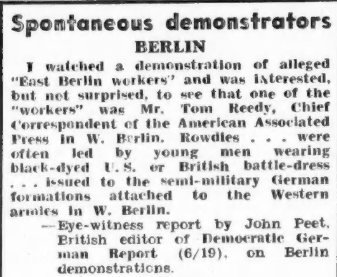 Spontaneous demonstrators
BERLIN
I watched a demonstration of alleged
"East Berlin workers" and was interested,
but not surprised, to see that one of the
"workers" was Mr. Tom Reedy, Chief
Correspondent of the American Associated
Press in W. Berlin. Rowdies . . . were
often led by young men wearing
black-dyed U. S. or British battle-dress
. . . issued to the semi-military German
formations attached to the Western
armies in W. Berlin.
—Eye-witness report by John Peet,
British editor of Democratic Ger-
man Report (6/19), on Berlin
demonstrations.